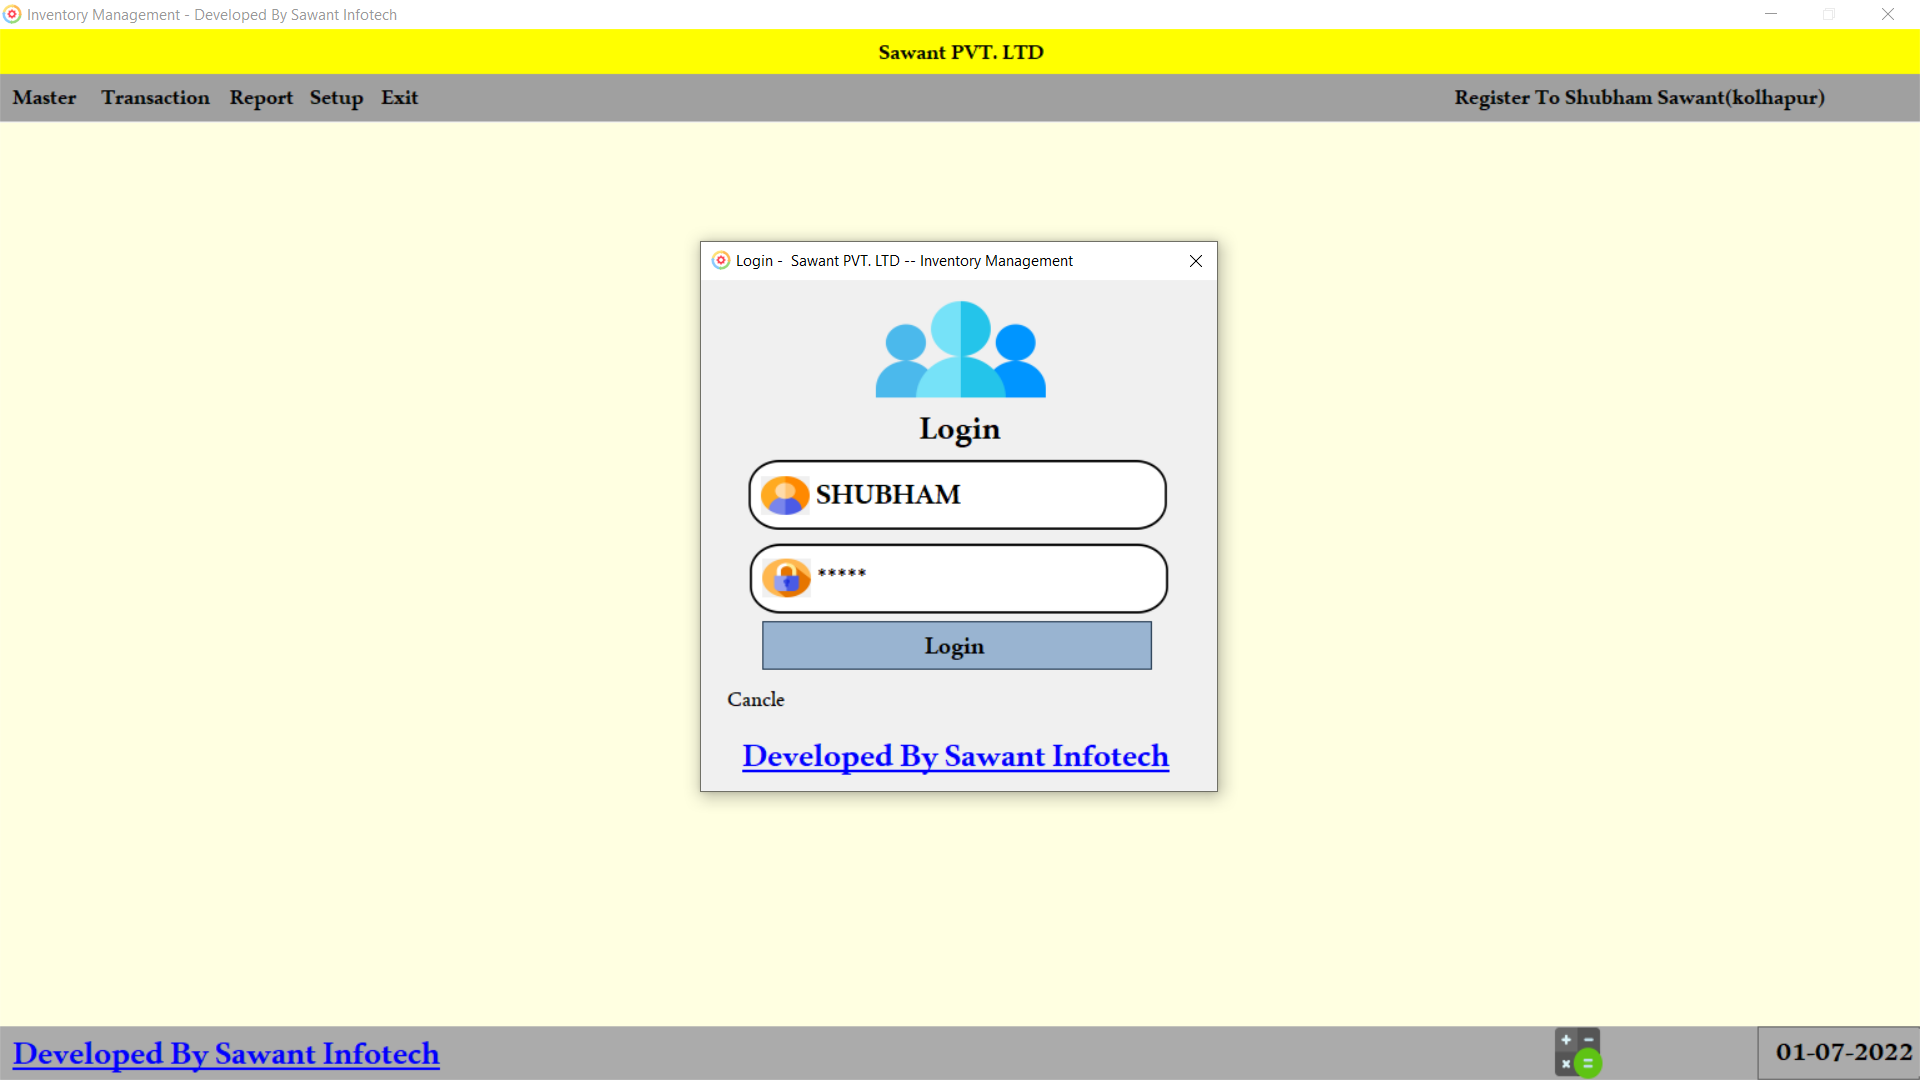 Inventory Management - Developed By Sawant Infotech
Sawant PVT. LTD
Master Transaction Report Setup Exit Register To Shubham Sawant(kolhapur)
Login - Sawant PVT. LTD -- Inventory Management
Login
SHUBHAM
*****
Login
Cancle
Developed By Sawant Infotech
Developed By Sawant Infotech 01-07-2022